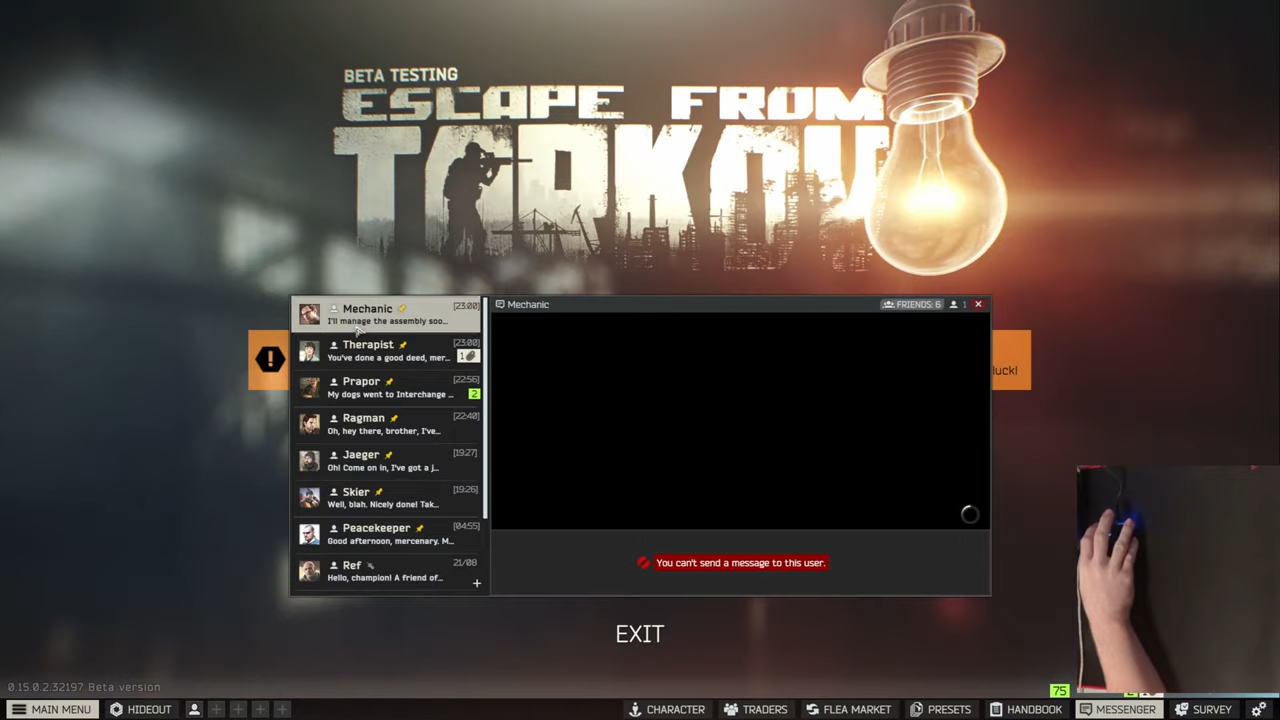 BETA TESTING
ESCAPE FROM
TARKOV
Mechanic [23:00]
I'll manage the assembly soo...
Therapist [23:00]
You've done a good deed, mer... 1
Prapor [22:56]
My dogs went to Interchange ... 2
Ragman [22:40]
Oh, hey there, brother, I've...
Jaeger [19:27]
Oh! Come on in, I've got a j...
Skier [19:26]
Well, blah. Nicely done! Tak...
Peacekeeper [04:55]
Good afternoon, mercenary. M...
Ref 21/08
Hello, champion! A friend of...
+
Mechanic FRIENDS: 6 1
luck!
You can't send a message to this user.
EXIT
0.15.0.2.32197 Beta version
75
MAIN MENU HIDEOUT + + + + CHARACTER TRADERS FLEA MARKET PRESETS HANDBOOK MESSENGER SURVEY